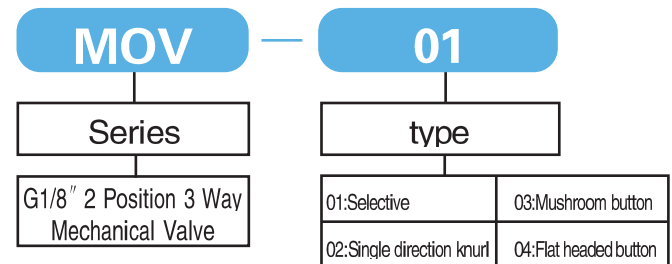 MOV — 01
Series
type
G1/8″ 2 Position 3 Way
Mechanical Valve
01:Selective
03:Mushroom button
02:Single direction knurl
04:Flat headed button